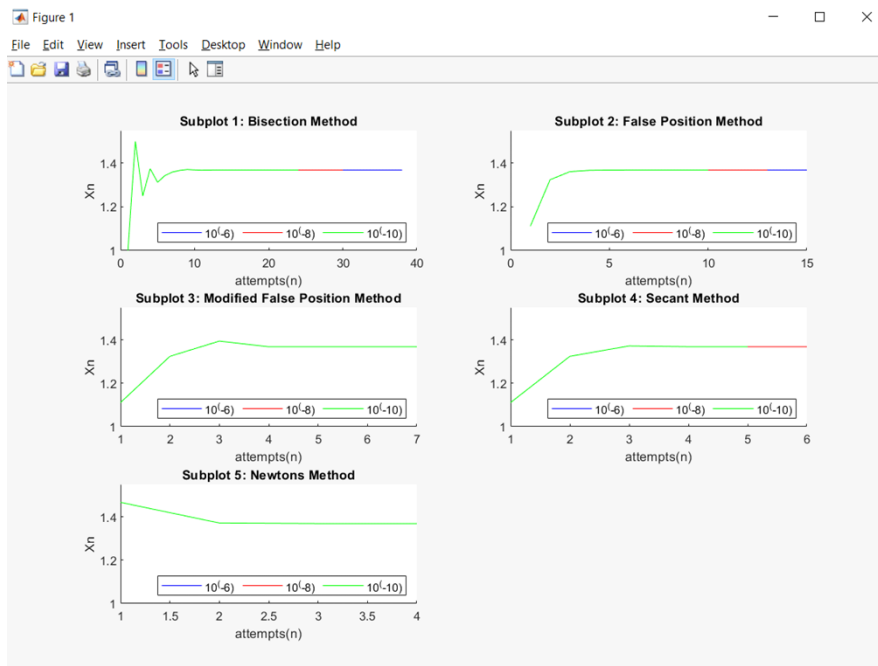 Figure 1
File Edit View Insert Tools Desktop Window Help
Subplot 1: Bisection Method
1.4
1.2
1
Xn
0 10 20 30 40
attempts(n)
10(-6) 10(-8) 10(-10)
Subplot 2: False Position Method
1.4
1.2
1
Xn
0 5 10 15
attempts(n)
10(-6) 10(-8) 10(-10)
Subplot 3: Modified False Position Method
1.4
1.2
1
Xn
1 2 3 4 5 6 7
attempts(n)
10(-6) 10(-8) 10(-10)
Subplot 4: Secant Method
1.4
1.2
1
Xn
1 2 3 4 5 6
attempts(n)
10(-6) 10(-8) 10(-10)
Subplot 5: Newtons Method
1.4
1.2
1
Xn
1 1.5 2 2.5 3 3.5 4
attempts(n)
10(-6) 10(-8) 10(-10)